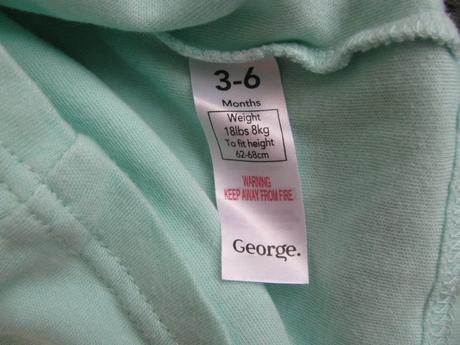 3-6
Months
Weight
18lbs 8kg
To fit height
62-68cm
WARNING
KEEP AWAY FROM FIRE
George.